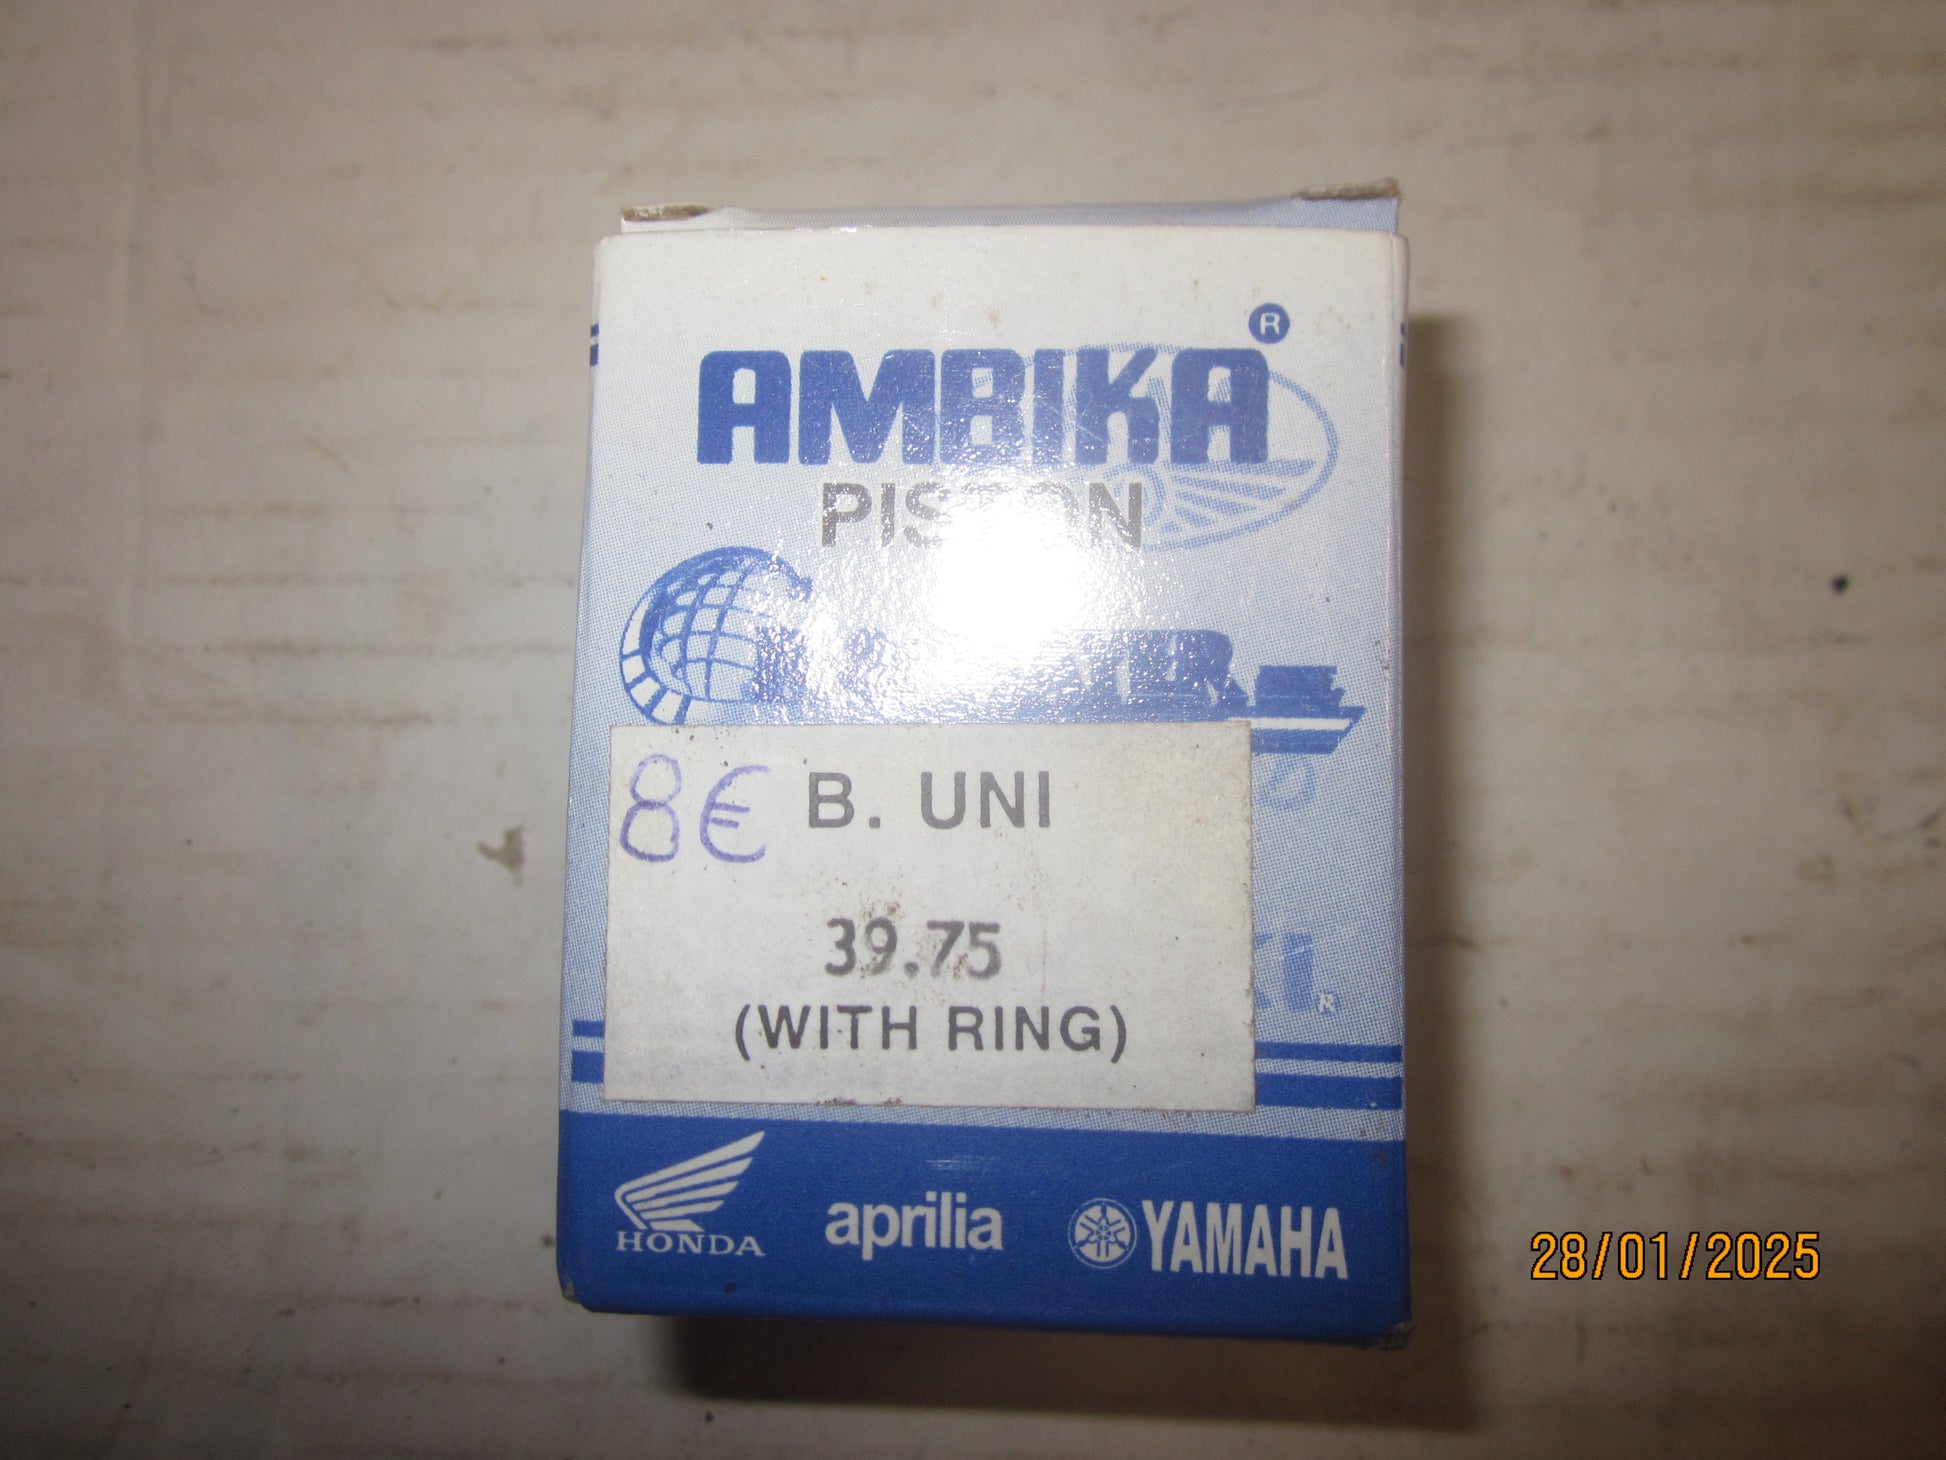 AMBIKA®
PISTON
8€ B. UNI
39.75
(WITH RING)
R
HONDA aprilia YAMAHA
28/01/2025